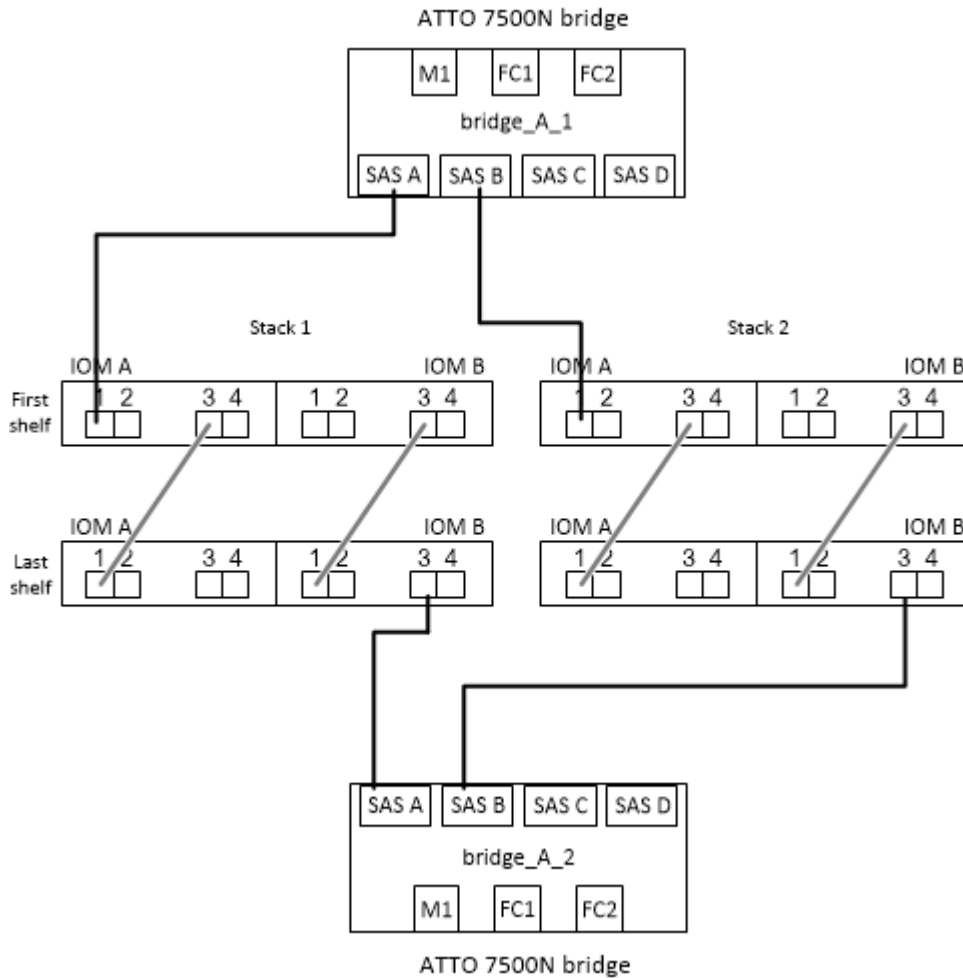 ATTO 7500N bridge
M1 FC1 FC2
bridge_A_1
SAS A SAS B SAS C SAS D
Stack 1 Stack 2
IOM A IOM B IOM A IOM B
First shelf
1 2 3 4 1 2 3 4 1 2 3 4 1 2 3 4
IOM A IOM B IOM A IOM B
Last shelf
1 2 3 4 1 2 3 4 1 2 3 4 1 2 3 4
SAS A SAS B SAS C SAS D
bridge_A_2
M1 FC1 FC2
ATTO 7500N bridge